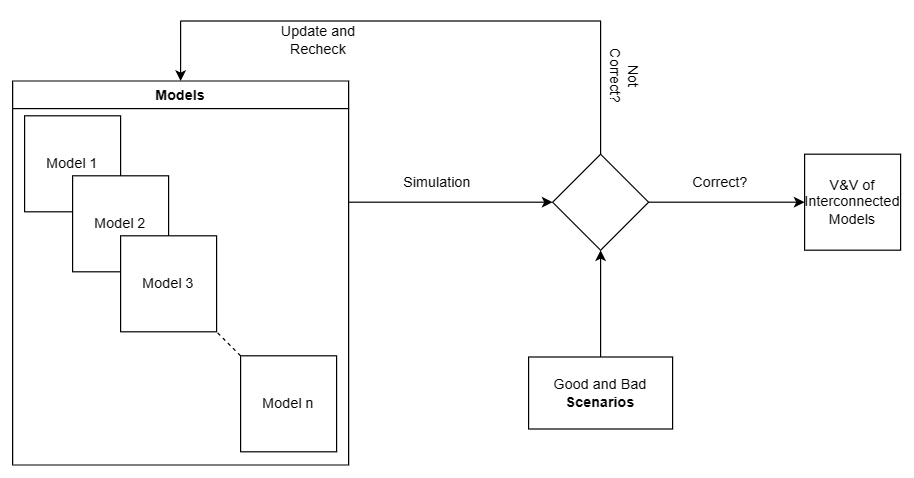 Update and
Recheck
Not
Correct?
Models
Model 1
Model 2
Model 3
Model n
Simulation
Correct?
V&V of
Interconnected
Models
Good and Bad
Scenarios